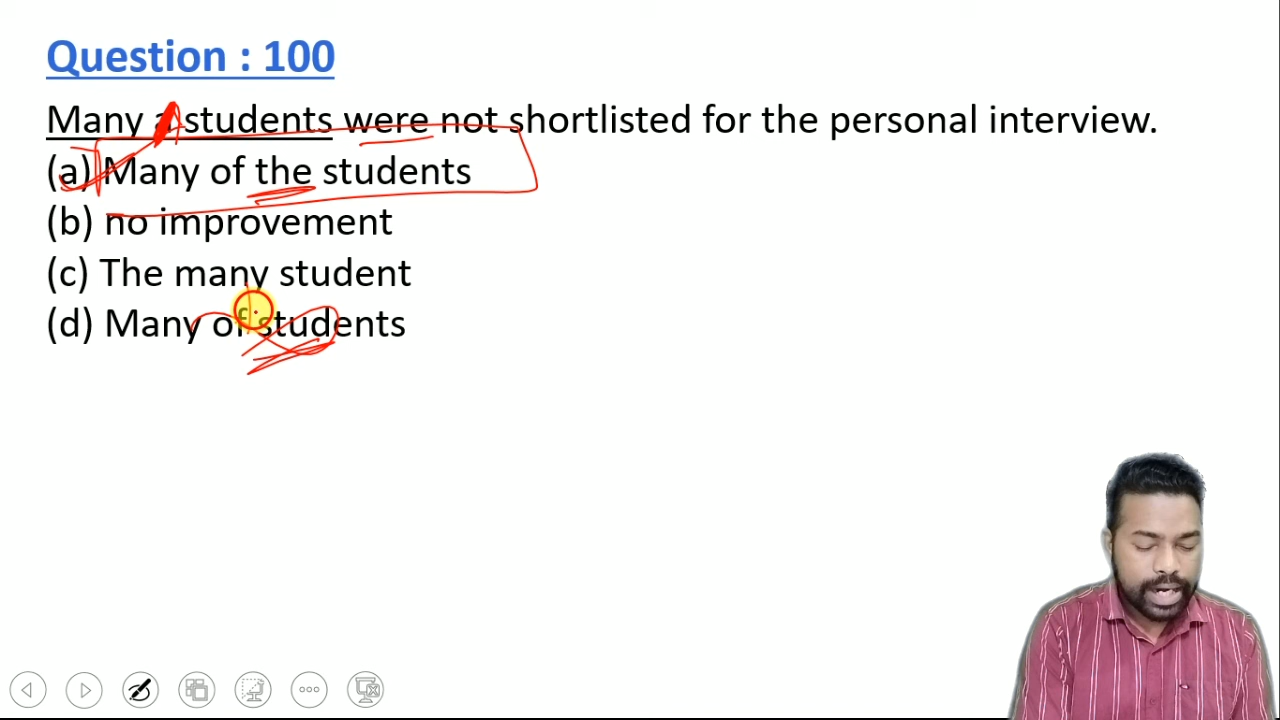 Question : 100
Many a students were not shortlisted for the personal interview.
(a) Many of the students
(b) no improvement
(c) The many student
(d) Many of students